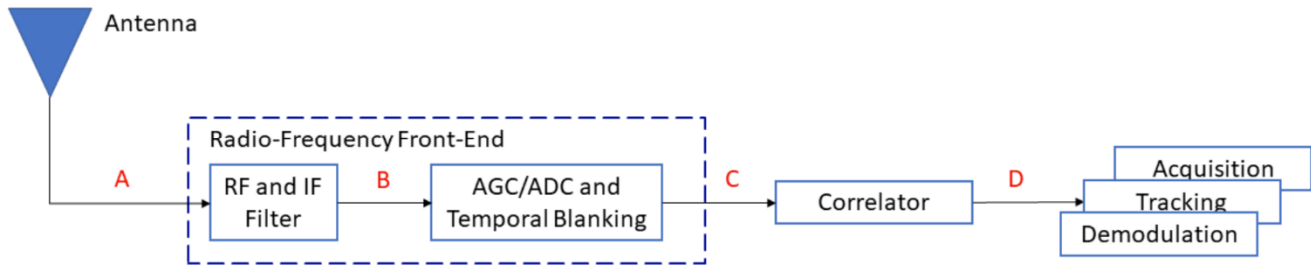 Antenna
Radio-Frequency Front-End
A
RF and IF
Filter
B
AGC/ADC and
Temporal Blanking
C
Correlator
D
Acquisition
Tracking
Demodulation